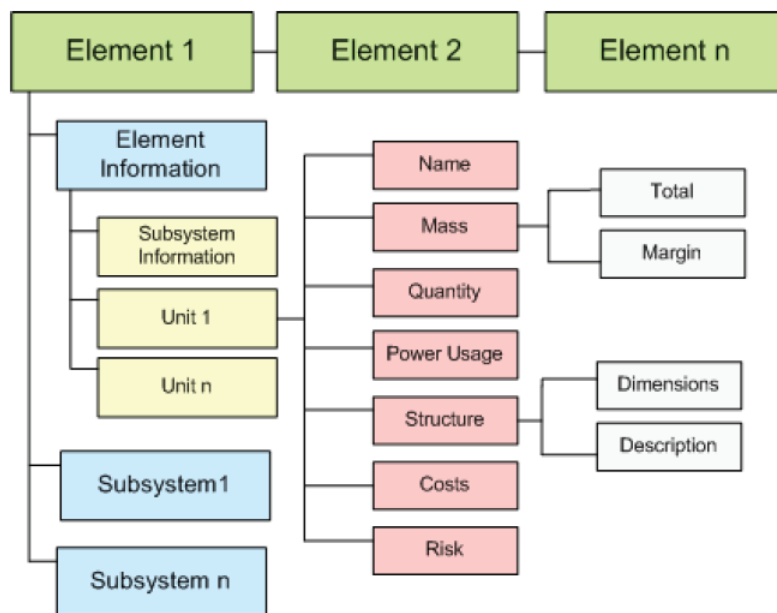 Element 1
Element 2
Element n
Element
Information
Subsystem
Information
Unit 1
Unit n
Subsystem1
Subsystem n
Name
Mass
Quantity
Power Usage
Structure
Costs
Risk
Total
Margin
Dimensions
Description